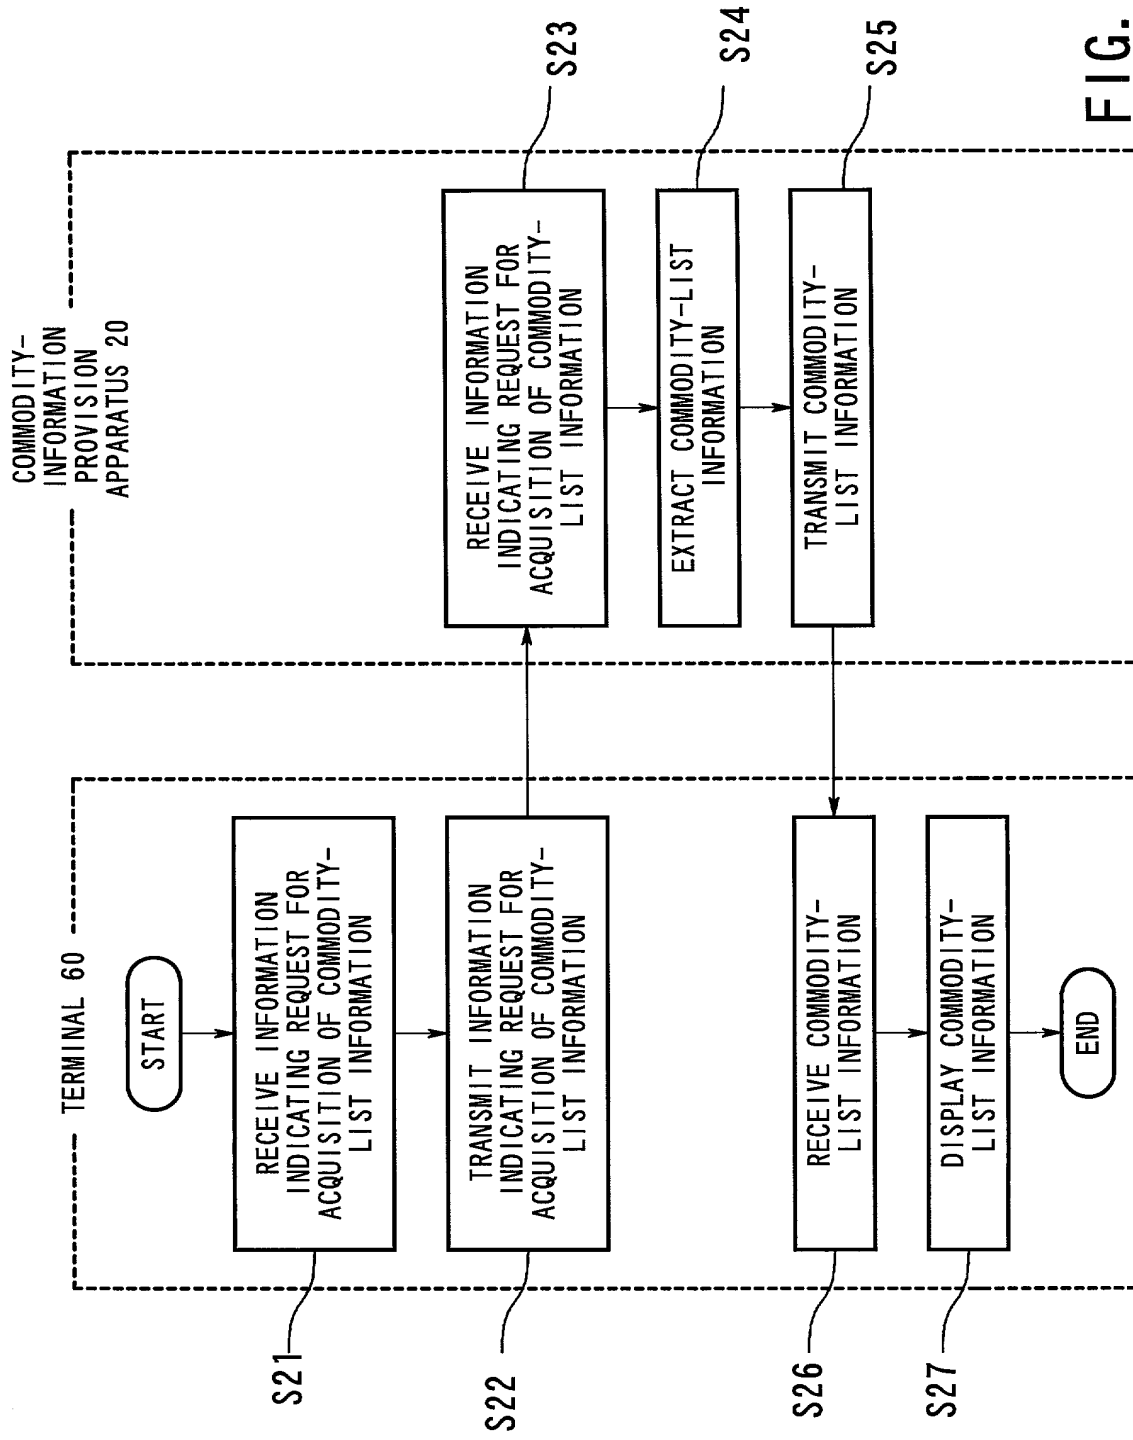 TERMINAL 60
START
RECEIVE INFORMATION
INDICATING REQUEST FOR
ACQUISITION OF COMMODITY-
LIST INFORMATION
S21
TRANSMIT INFORMATION
INDICATING REQUEST FOR
ACQUISITION OF COMMODITY-
LIST INFORMATION
S22
RECEIVE COMMODITY-
LIST INFORMATION
S26
DISPLAY COMMODITY-
LIST INFORMATION
S27
END
COMMODITY-
INFORMATION
PROVISION
APPARATUS 20
RECEIVE INFORMATION
INDICATING REQUEST FOR
ACQUISITION OF COMMODITY-
LIST INFORMATION
S23
EXTRACT COMMODITY-LIST
INFORMATION
S24
TRANSMIT COMMODITY-
LIST INFORMATION
S25
FIG.